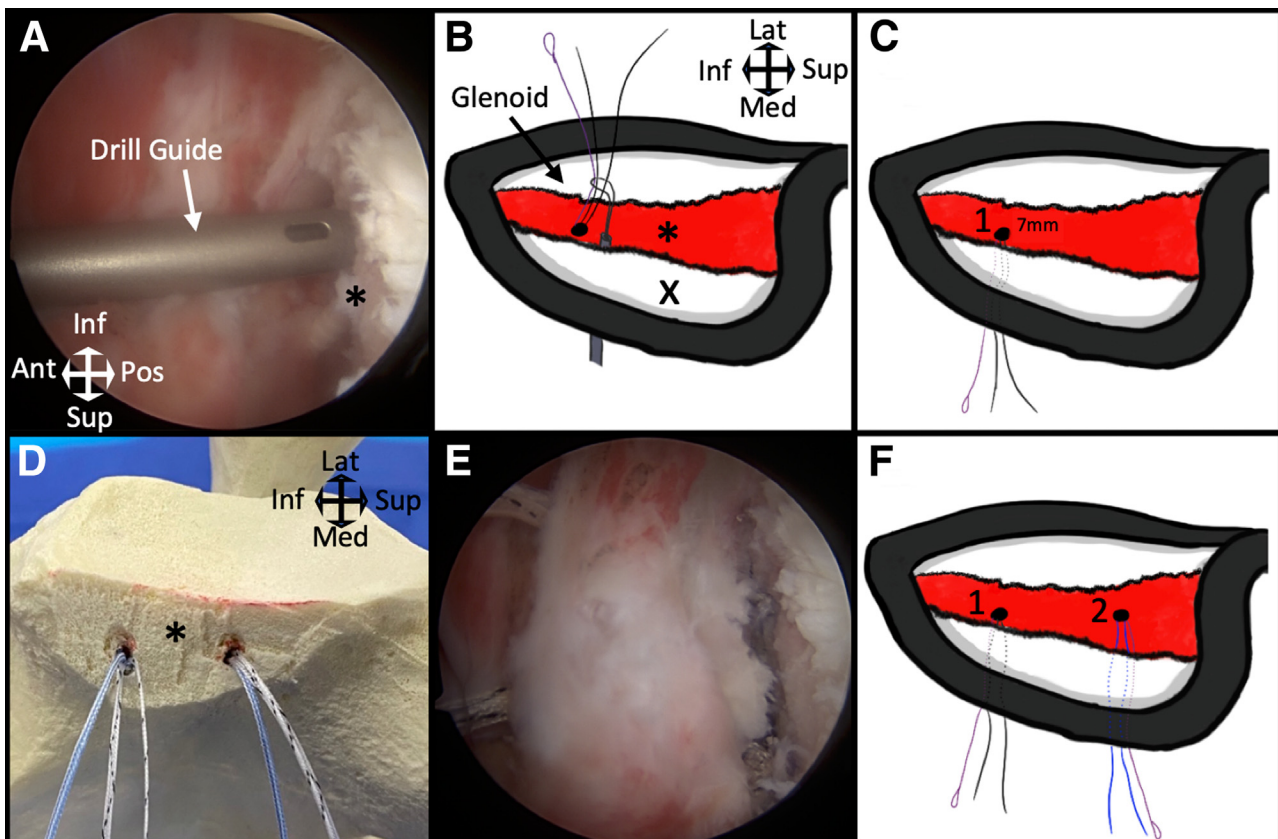 A
Drill Guide
*
Inf
Ant
Pos
Sup
B
Lat
Inf
Sup
Med
Glenoid
*
X
C
1
7mm
D
Lat
Inf
Sup
Med
*
E
F
1
2